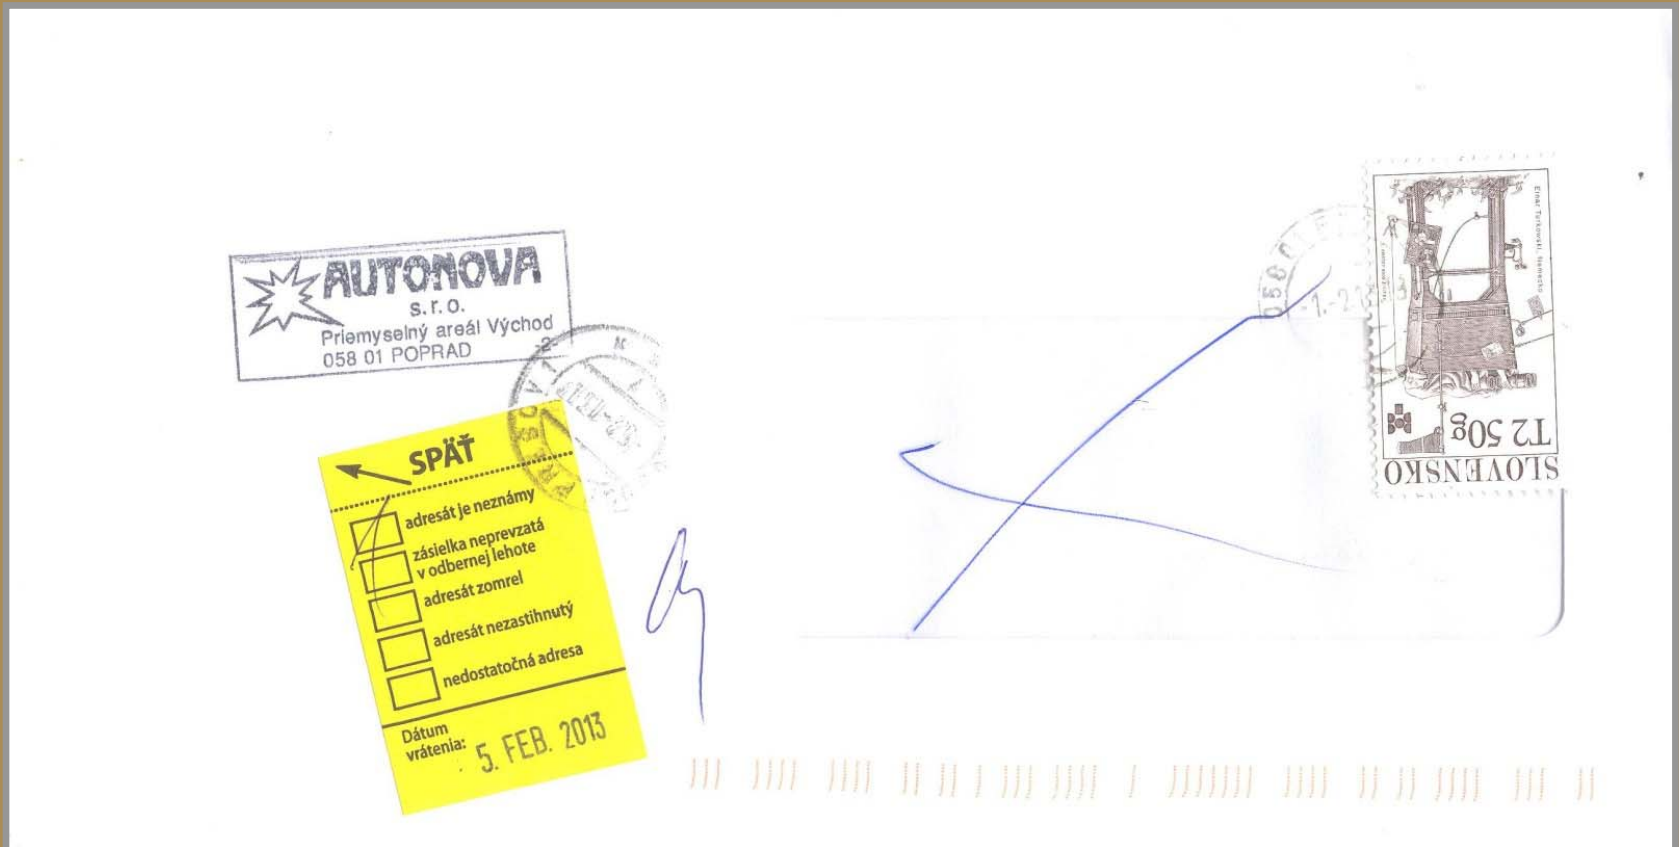 AUTONOVA
s.r.o.
Priemyselný areál Východ
058 01 POPRAD
-2-
SPÄŤ
adresát je neznámy
zásielka neprevzatá
v odbernej lehote
adresát zomrel
adresát nezastihnutý
nedostatočná adresa
Dátum
vrátenia:
5. FEB. 2013
SLOVENSKO
T2 50g